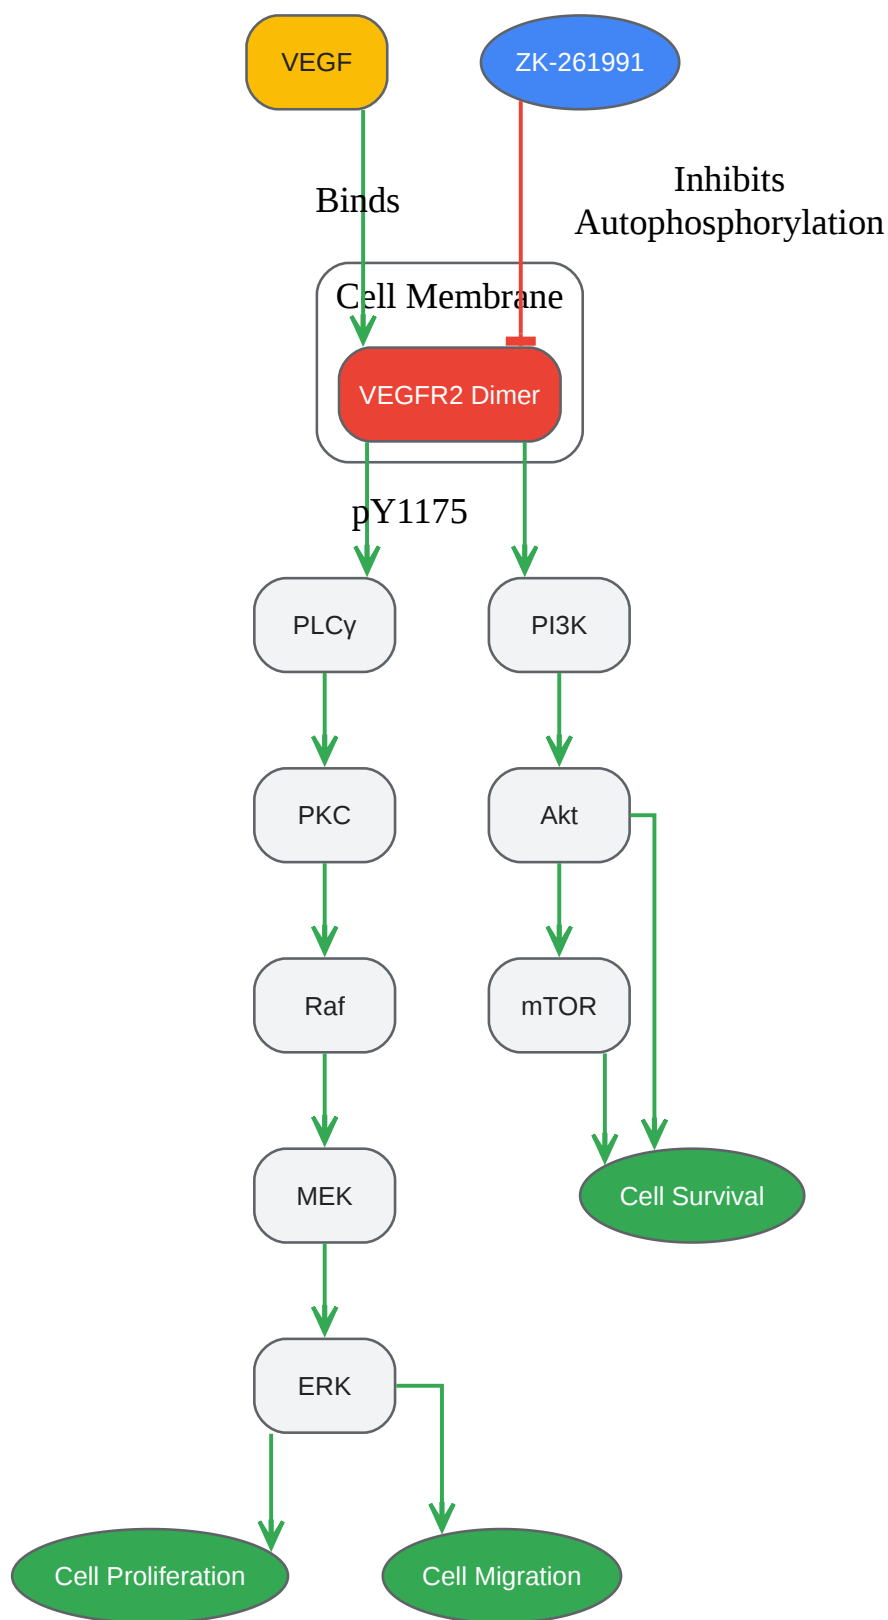 VEGF
ZK-261991
Binds
Inhibits
Autophosphorylation
Cell Membrane
VEGFR2 Dimer
pY1175
PLCγ
PI3K
PKC
Akt
Raf
mTOR
MEK
Cell Survival
ERK
Cell Proliferation
Cell Migration